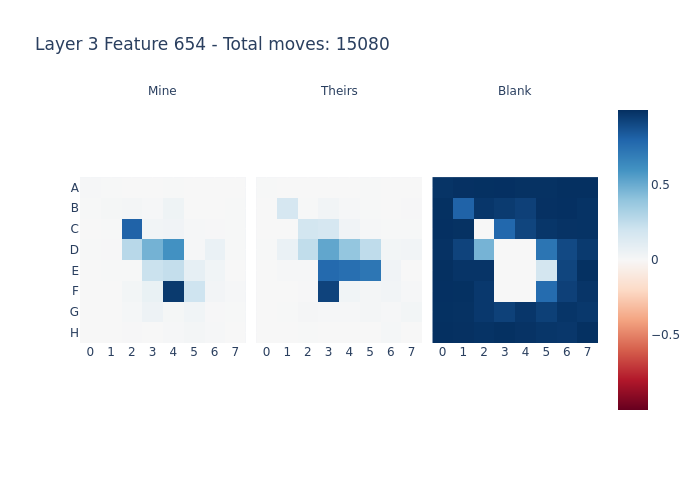 Layer 3 Feature 654 - Total moves: 15080
Mine Theirs Blank
A
B
C
D
E
F
G
H
0 1 2 3 4 5 6 7 0 1 2 3 4 5 6 7 0 1 2 3 4 5 6 7
0.5
0
−0.5